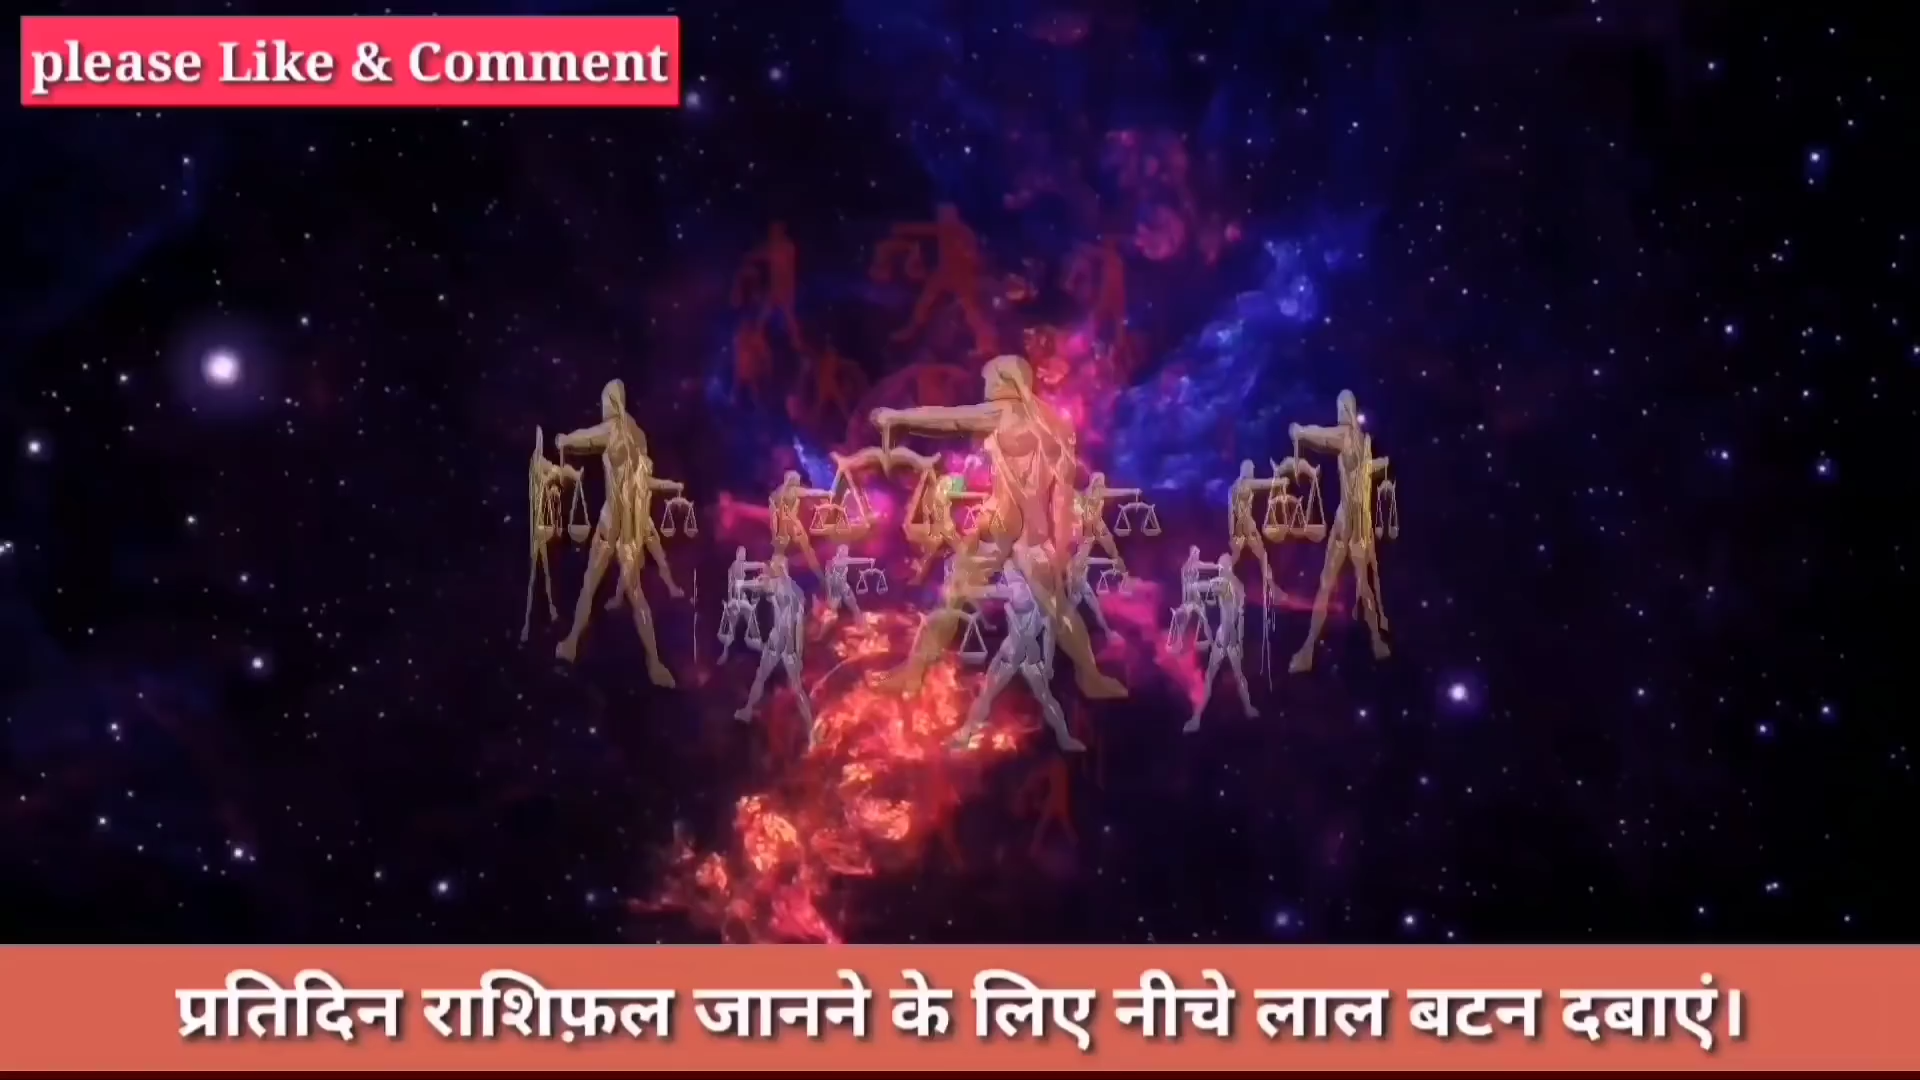 please Like & Comment
प्रतिदिन राशिफ़ल जानने के लिए नीचे लाल बटन दबाएं।